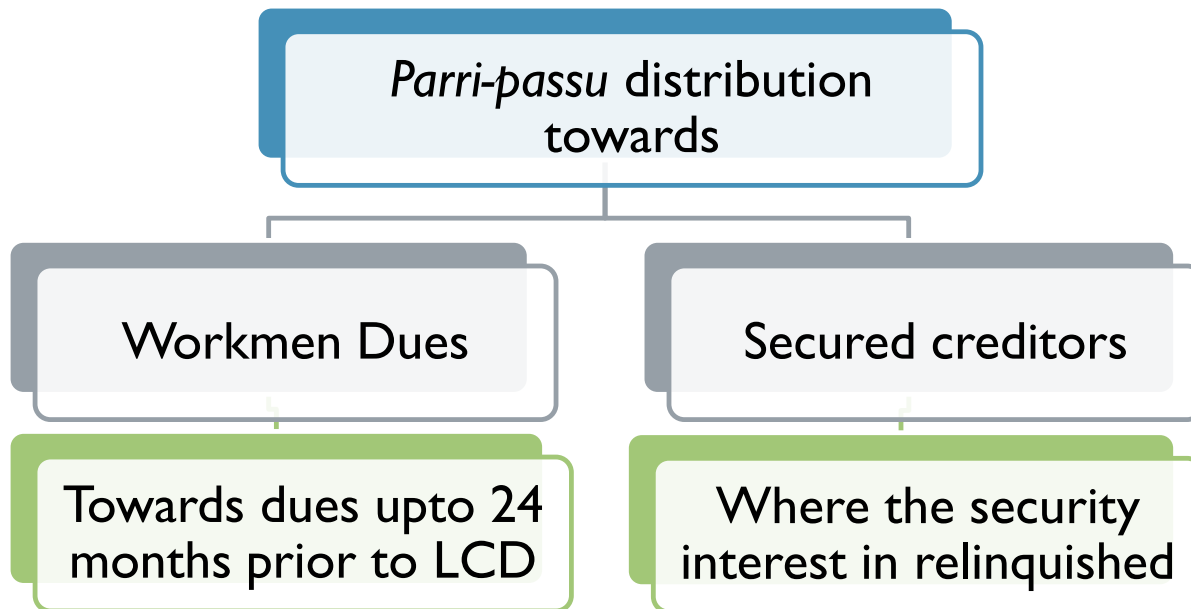 Parri-passu distribution
towards
Workmen Dues
Secured creditors
Towards dues upto 24
months prior to LCD
Where the security
interest in relinquished